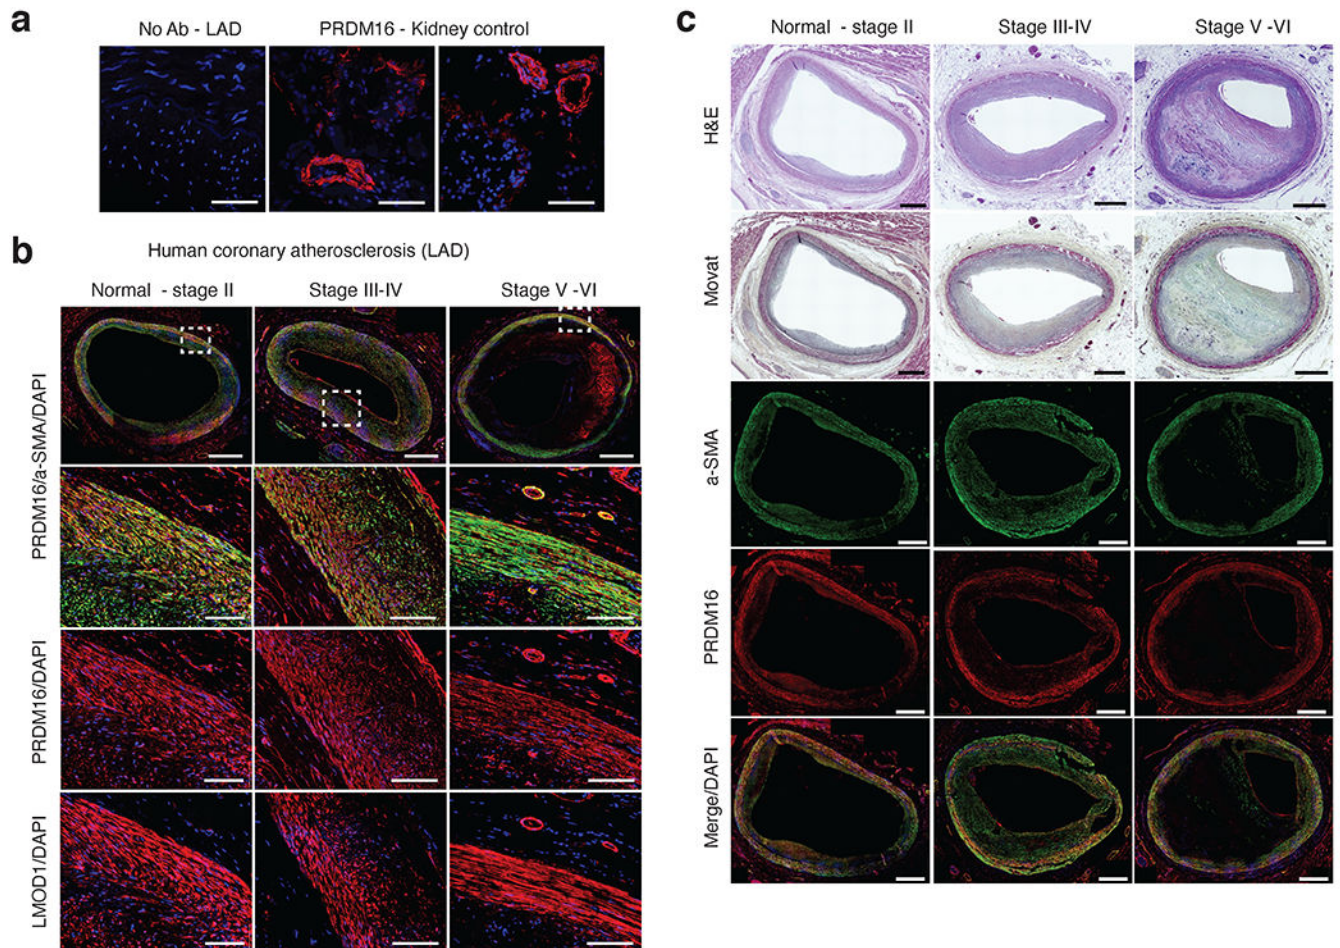 a
No Ab - LAD
PRDM16 - Kidney control
b
Human coronary atherosclerosis (LAD)
Normal - stage II
Stage III-IV
Stage V -VI
PRDM16/a-SMA/DAPI
PRDM16/DAPI
LMOD1/DAPI
c
Normal - stage II
Stage III-IV
Stage V -VI
H&E
Movat
a-SMA
PRDM16
Merge/DAPI